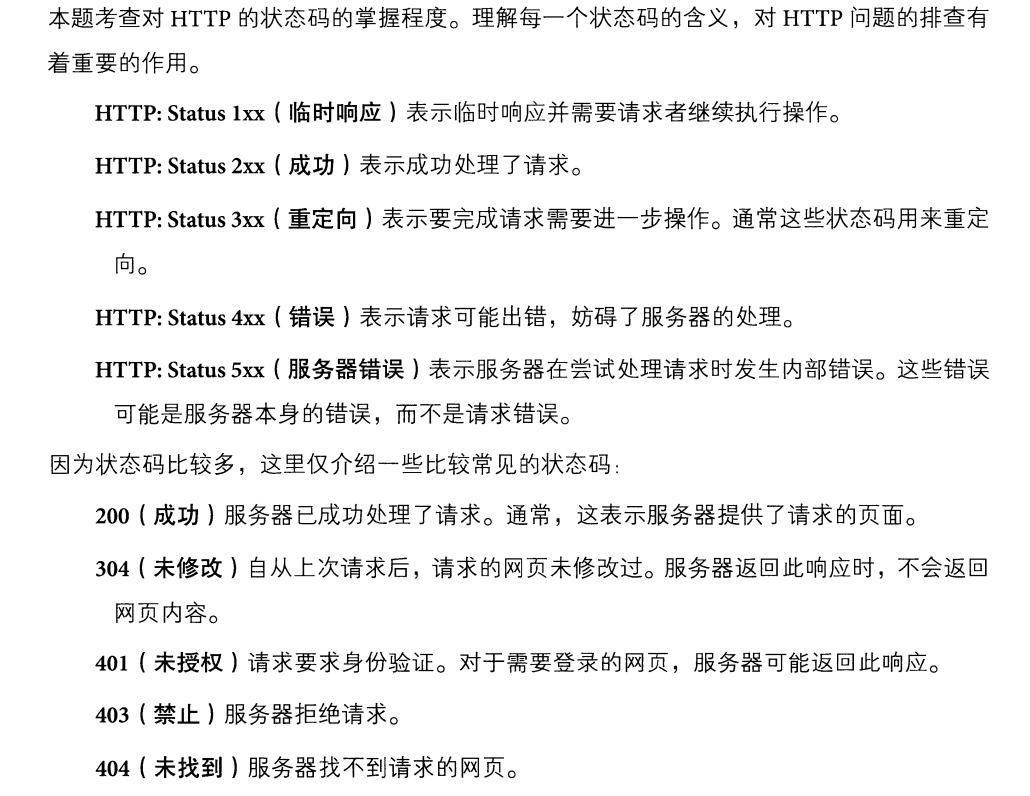 本题考查对 HTTP 的状态码的掌握程度。理解每一个状态码的含义，对 HTTP 问题的排查有
着重要的作用。
HTTP: Status 1xx（临时响应）表示临时响应并需要请求者继续执行操作。
HTTP: Status 2xx（成功）表示成功处理了请求。
HTTP: Status 3xx（重定向）表示要完成请求需要进一步操作。通常这些状态码用来重定
向。
HTTP: Status 4xx（错误）表示请求可能出错，妨碍了服务器的处理。
HTTP: Status 5xx（服务器错误）表示服务器在尝试处理请求时发生内部错误。这些错误
可能是服务器本身的错误，而不是请求错误。
因为状态码比较多，这里仅介绍一些比较常见的状态码：
200（成功）服务器已成功处理了请求。通常，这表示服务器提供了请求的页面。
304（未修改）自从上次请求后，请求的网页未修改过。服务器返回此响应时，不会返回
网页内容。
401（未授权）请求要求身份验证。对于需要登录的网页，服务器可能返回此响应。
403（禁止）服务器拒绝请求。
404（未找到）服务器找不到请求的网页。